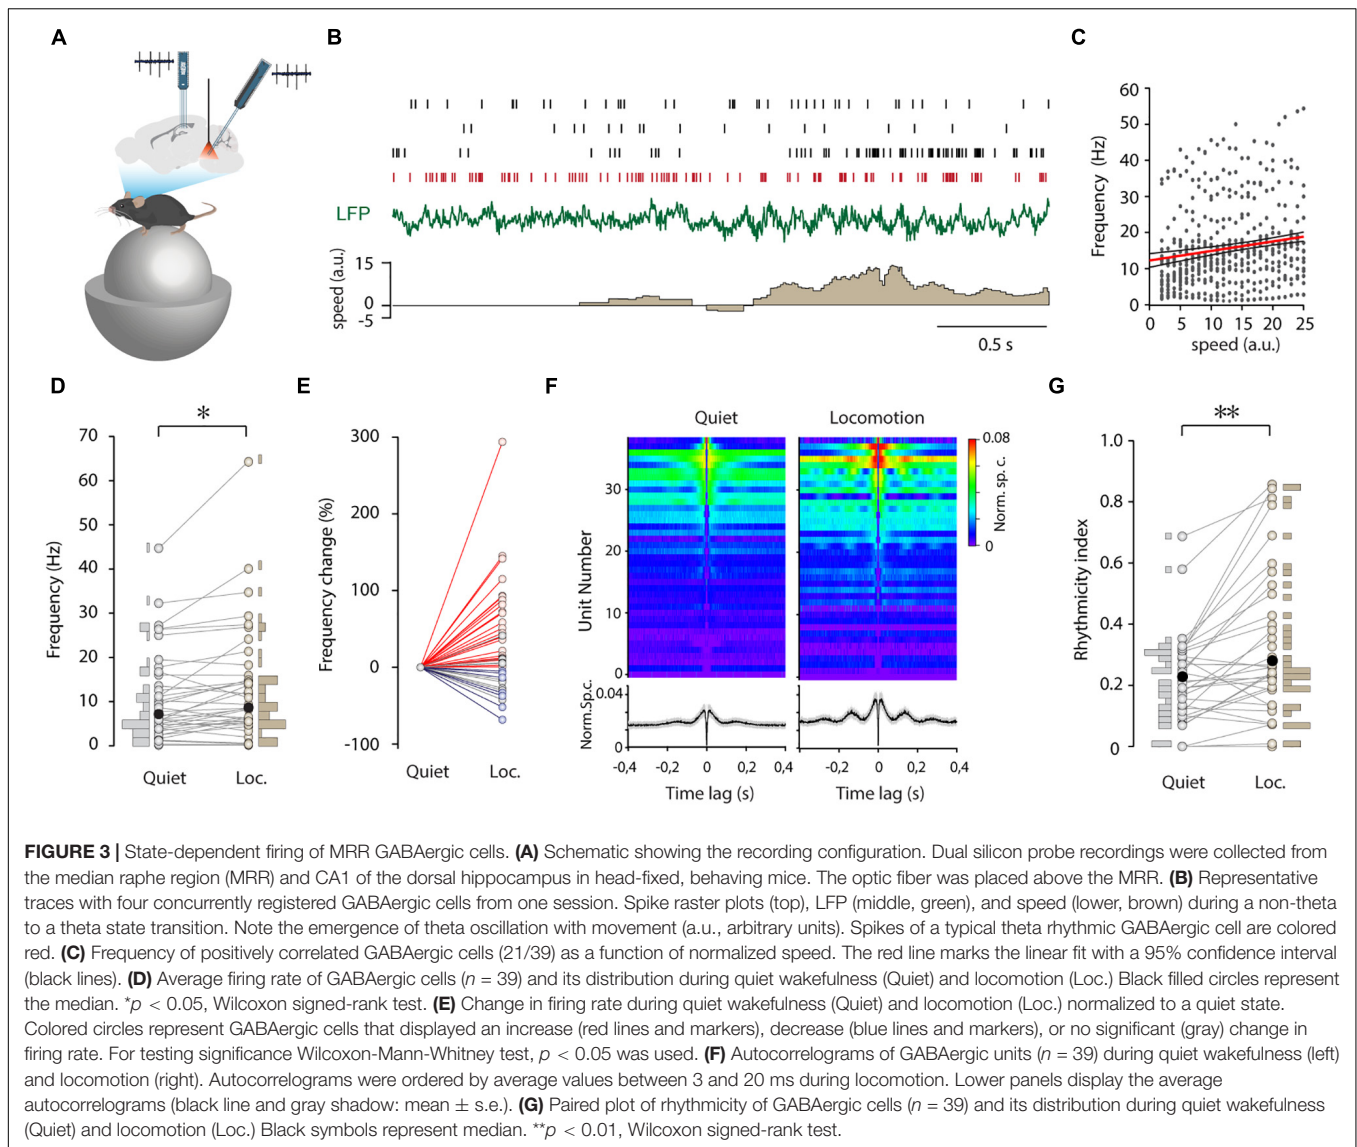 A
B
C
LFP
speed (a.u.)
15
0
-5
0.5 s
Frequency (Hz)
60
50
40
30
20
10
0
0 5 10 15 20 25
speed (a.u.)
D
E
F
G
*
Frequency (Hz)
70
60
50
40
30
20
10
0
Quiet Loc.
Frequency change (%)
300
200
100
0
-100
Quiet Loc.
Quiet Locomotion
Unit Number
30
20
10
0
0.08
0
Norm. sp. c.
Norm.Sp.c.
0.04
0
-0,4 -0,2 0 0,2 0,4
-0,4 -0,2 0 0,2 0,4
Time lag (s) Time lag (s)
**
Rhythmicity index
1.0
0.8
0.6
0.4
0.2
0
Quiet Loc.
FIGURE 3 | State-dependent firing of MRR GABAergic cells. (A) Schematic showing the recording configuration. Dual silicon probe recordings were collected from
the median raphe region (MRR) and CA1 of the dorsal hippocampus in head-fixed, behaving mice. The optic fiber was placed above the MRR. (B) Representative
traces with four concurrently registered GABAergic cells from one session. Spike raster plots (top), LFP (middle, green), and speed (lower, brown) during a non-theta
to a theta state transition. Note the emergence of theta oscillation with movement (a.u., arbitrary units). Spikes of a typical theta rhythmic GABAergic cell are colored
red. (C) Frequency of positively correlated GABAergic cells (21/39) as a function of normalized speed. The red line marks the linear fit with a 95% confidence interval
(black lines). (D) Average firing rate of GABAergic cells (n = 39) and its distribution during quiet wakefulness (Quiet) and locomotion (Loc.) Black filled circles represent
the median. *p < 0.05, Wilcoxon signed-rank test. (E) Change in firing rate during quiet wakefulness (Quiet) and locomotion (Loc.) normalized to a quiet state.
Colored circles represent GABAergic cells that displayed an increase (red lines and markers), decrease (blue lines and markers), or no significant (gray) change in
firing rate. For testing significance Wilcoxon-Mann-Whitney test, p < 0.05 was used. (F) Autocorrelograms of GABAergic units (n = 39) during quiet wakefulness (left)
and locomotion (right). Autocorrelograms were ordered by average values between 3 and 20 ms during locomotion. Lower panels display the average
autocorrelograms (black line and gray shadow: mean ± s.e.). (G) Paired plot of rhythmicity of GABAergic cells (n = 39) and its distribution during quiet wakefulness
(Quiet) and locomotion (Loc.) Black symbols represent median. **p < 0.01, Wilcoxon signed-rank test.